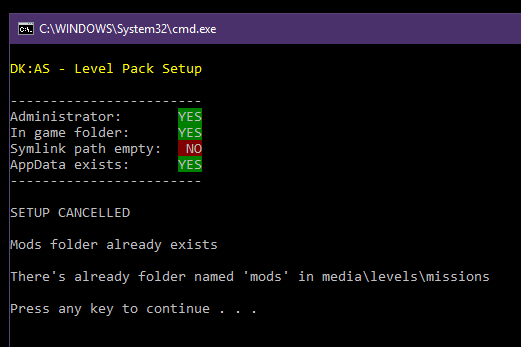 C:\WINDOWS\System32\cmd.exe
DK:AS - Level Pack Setup
------------------------
Administrator: YES
In game folder: YES
Symlink path empty: NO
AppData exists: YES
------------------------
SETUP CANCELLED
Mods folder already exists
There's already folder named 'mods' in media\levels\missions
Press any key to continue . . .